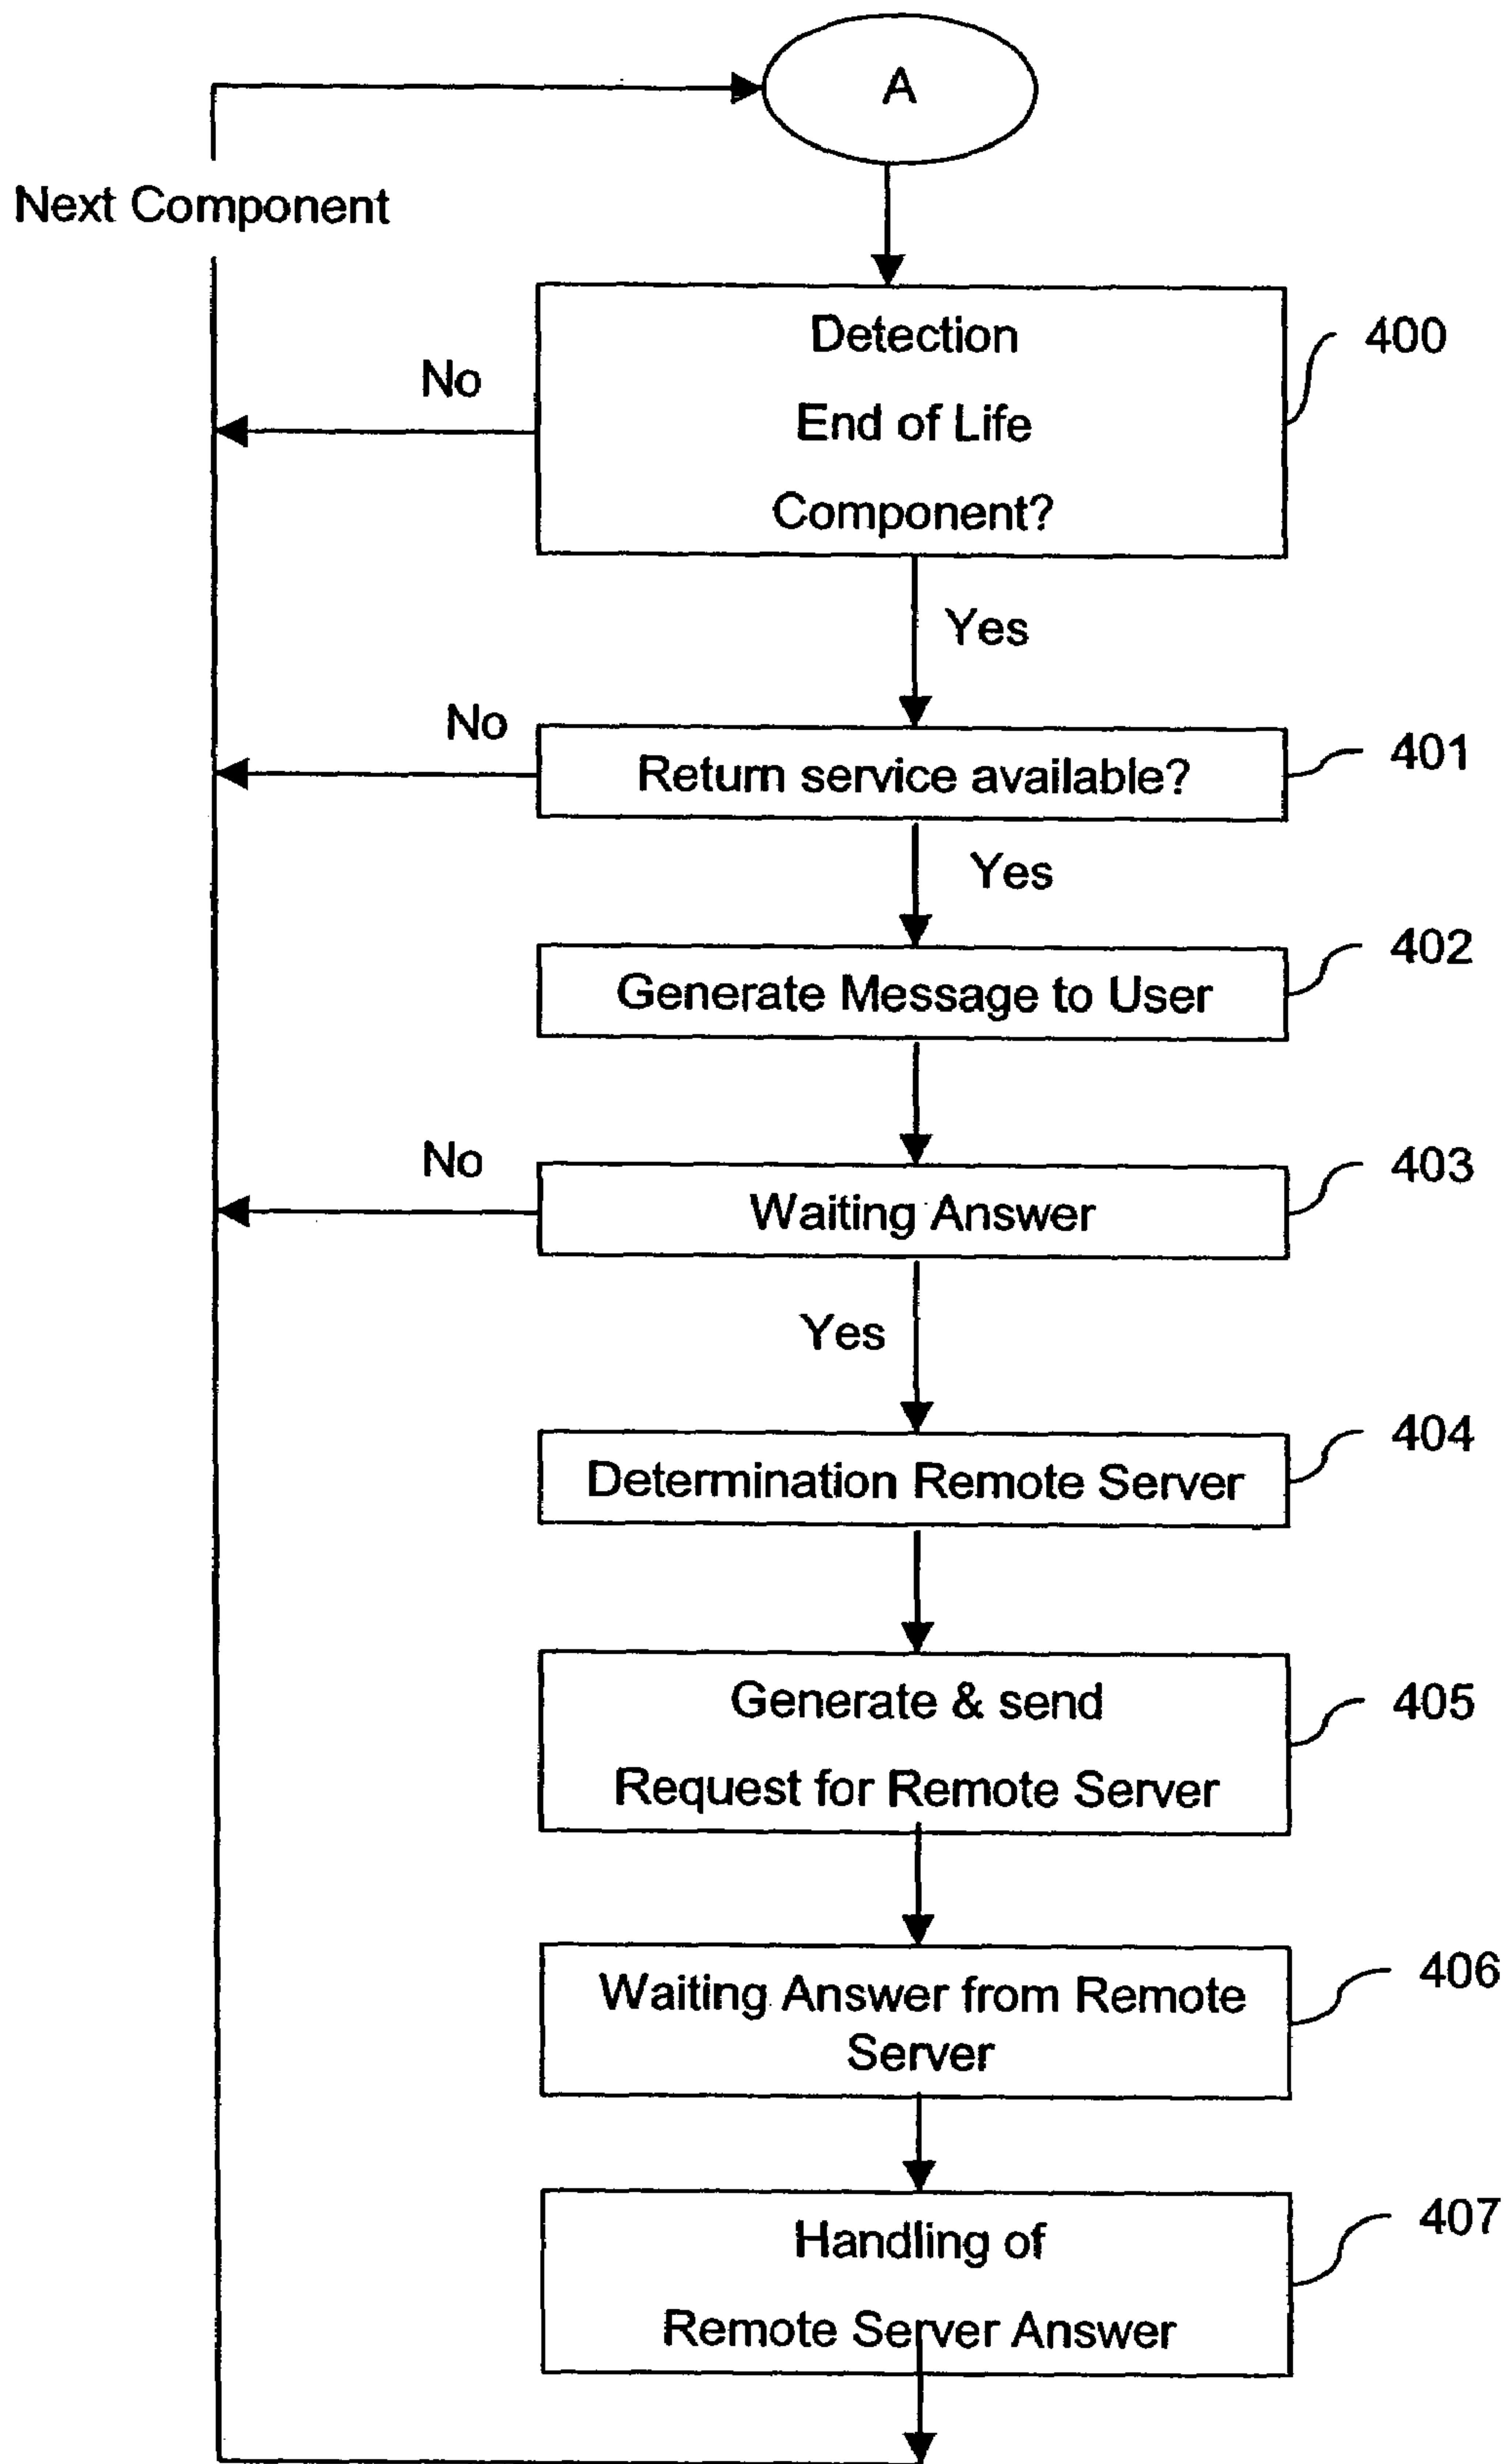 A
Next Component
Detection
End of Life
Component?
400
No
Yes
No
Return service available?
401
Yes
Generate Message to User
402
No
Waiting Answer
403
Yes
Determination Remote Server
404
Generate & send
Request for Remote Server
405
Waiting Answer from Remote
Server
406
Handling of
Remote Server Answer
407